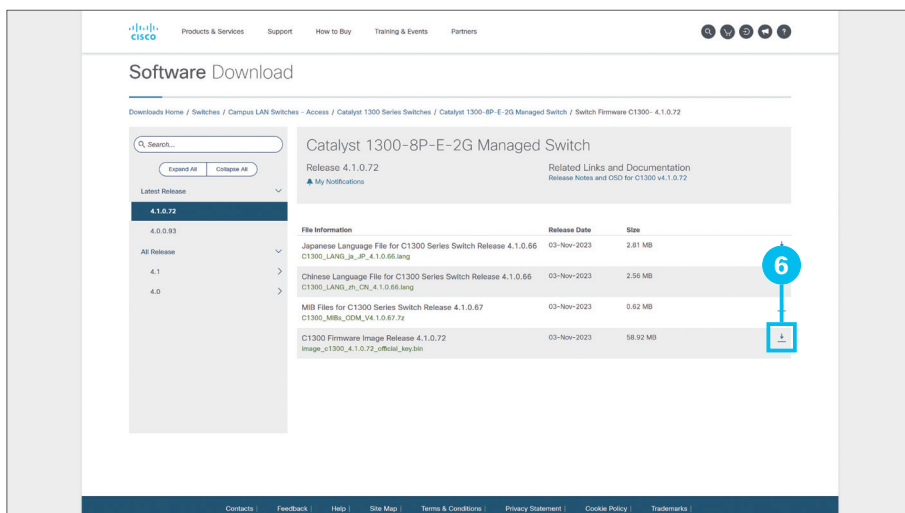 CISCO
Products & Services Support How to Buy Training & Events Partners
Software Download
Downloads Home / Switches / Campus LAN Switches - Access / Catalyst 1300 Series Switches / Catalyst 1300-8P-E-2G Managed Switch / Switch Firmware C1300- 4.1.0.72
Search...
Expand All Collapse All
Latest Release
4.1.0.72
4.0.0.93
All Release
4.1
4.0
Catalyst 1300-8P-E-2G Managed Switch
Release 4.1.0.72
My Notifications
Related Links and Documentation
Release Notes and OSD for C1300 v4.1.0.72
File Information Release Date Size
Japanese Language File for C1300 Series Switch Release 4.1.0.66 03-Nov-2023 2.81 MB
C1300_LANG_ja_JP_4.1.0.66.lang
Chinese Language File for C1300 Series Switch Release 4.1.0.66 03-Nov-2023 2.56 MB
C1300_LANG_zh_CN_4.1.0.66.lang
6
MIB Files for C1300 Series Switch Release 4.1.0.67 03-Nov-2023 0.62 MB
C1300_MIBs_ODM_V4.1.0.67.7z
C1300 Firmware Image Release 4.1.0.72 03-Nov-2023 58.92 MB
image_c1300_4.1.0.72_official_key.bin
Contacts | Feedback | Help | Site Map | Terms & Conditions | Privacy Statement | Cookie Policy | Trademarks |